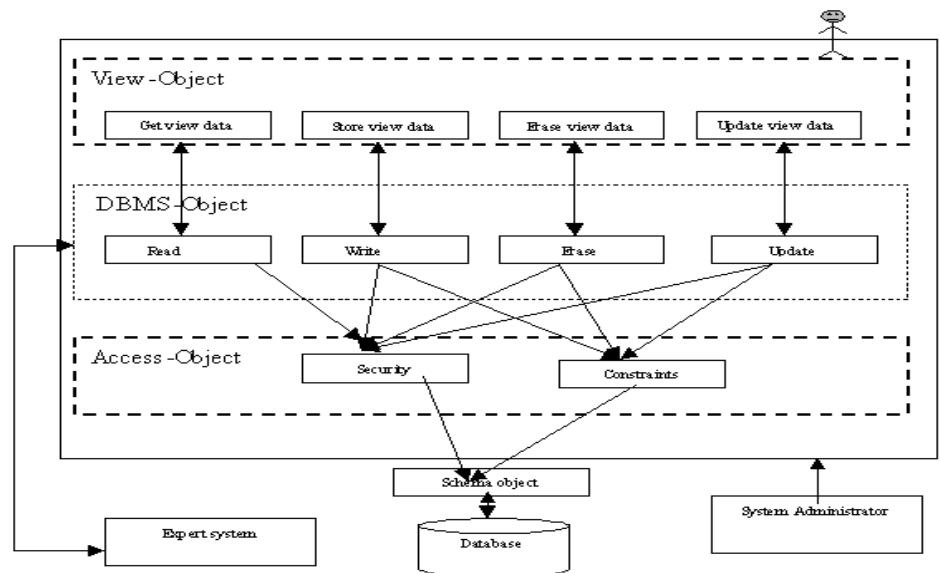 View-Object
Get view data
Store view data
Erase view data
Update view data
DBMS-Object
Read
Write
Erase
Update
Access-Object
Security
Constraints
Schema object
System Administrator
Expert system
Database